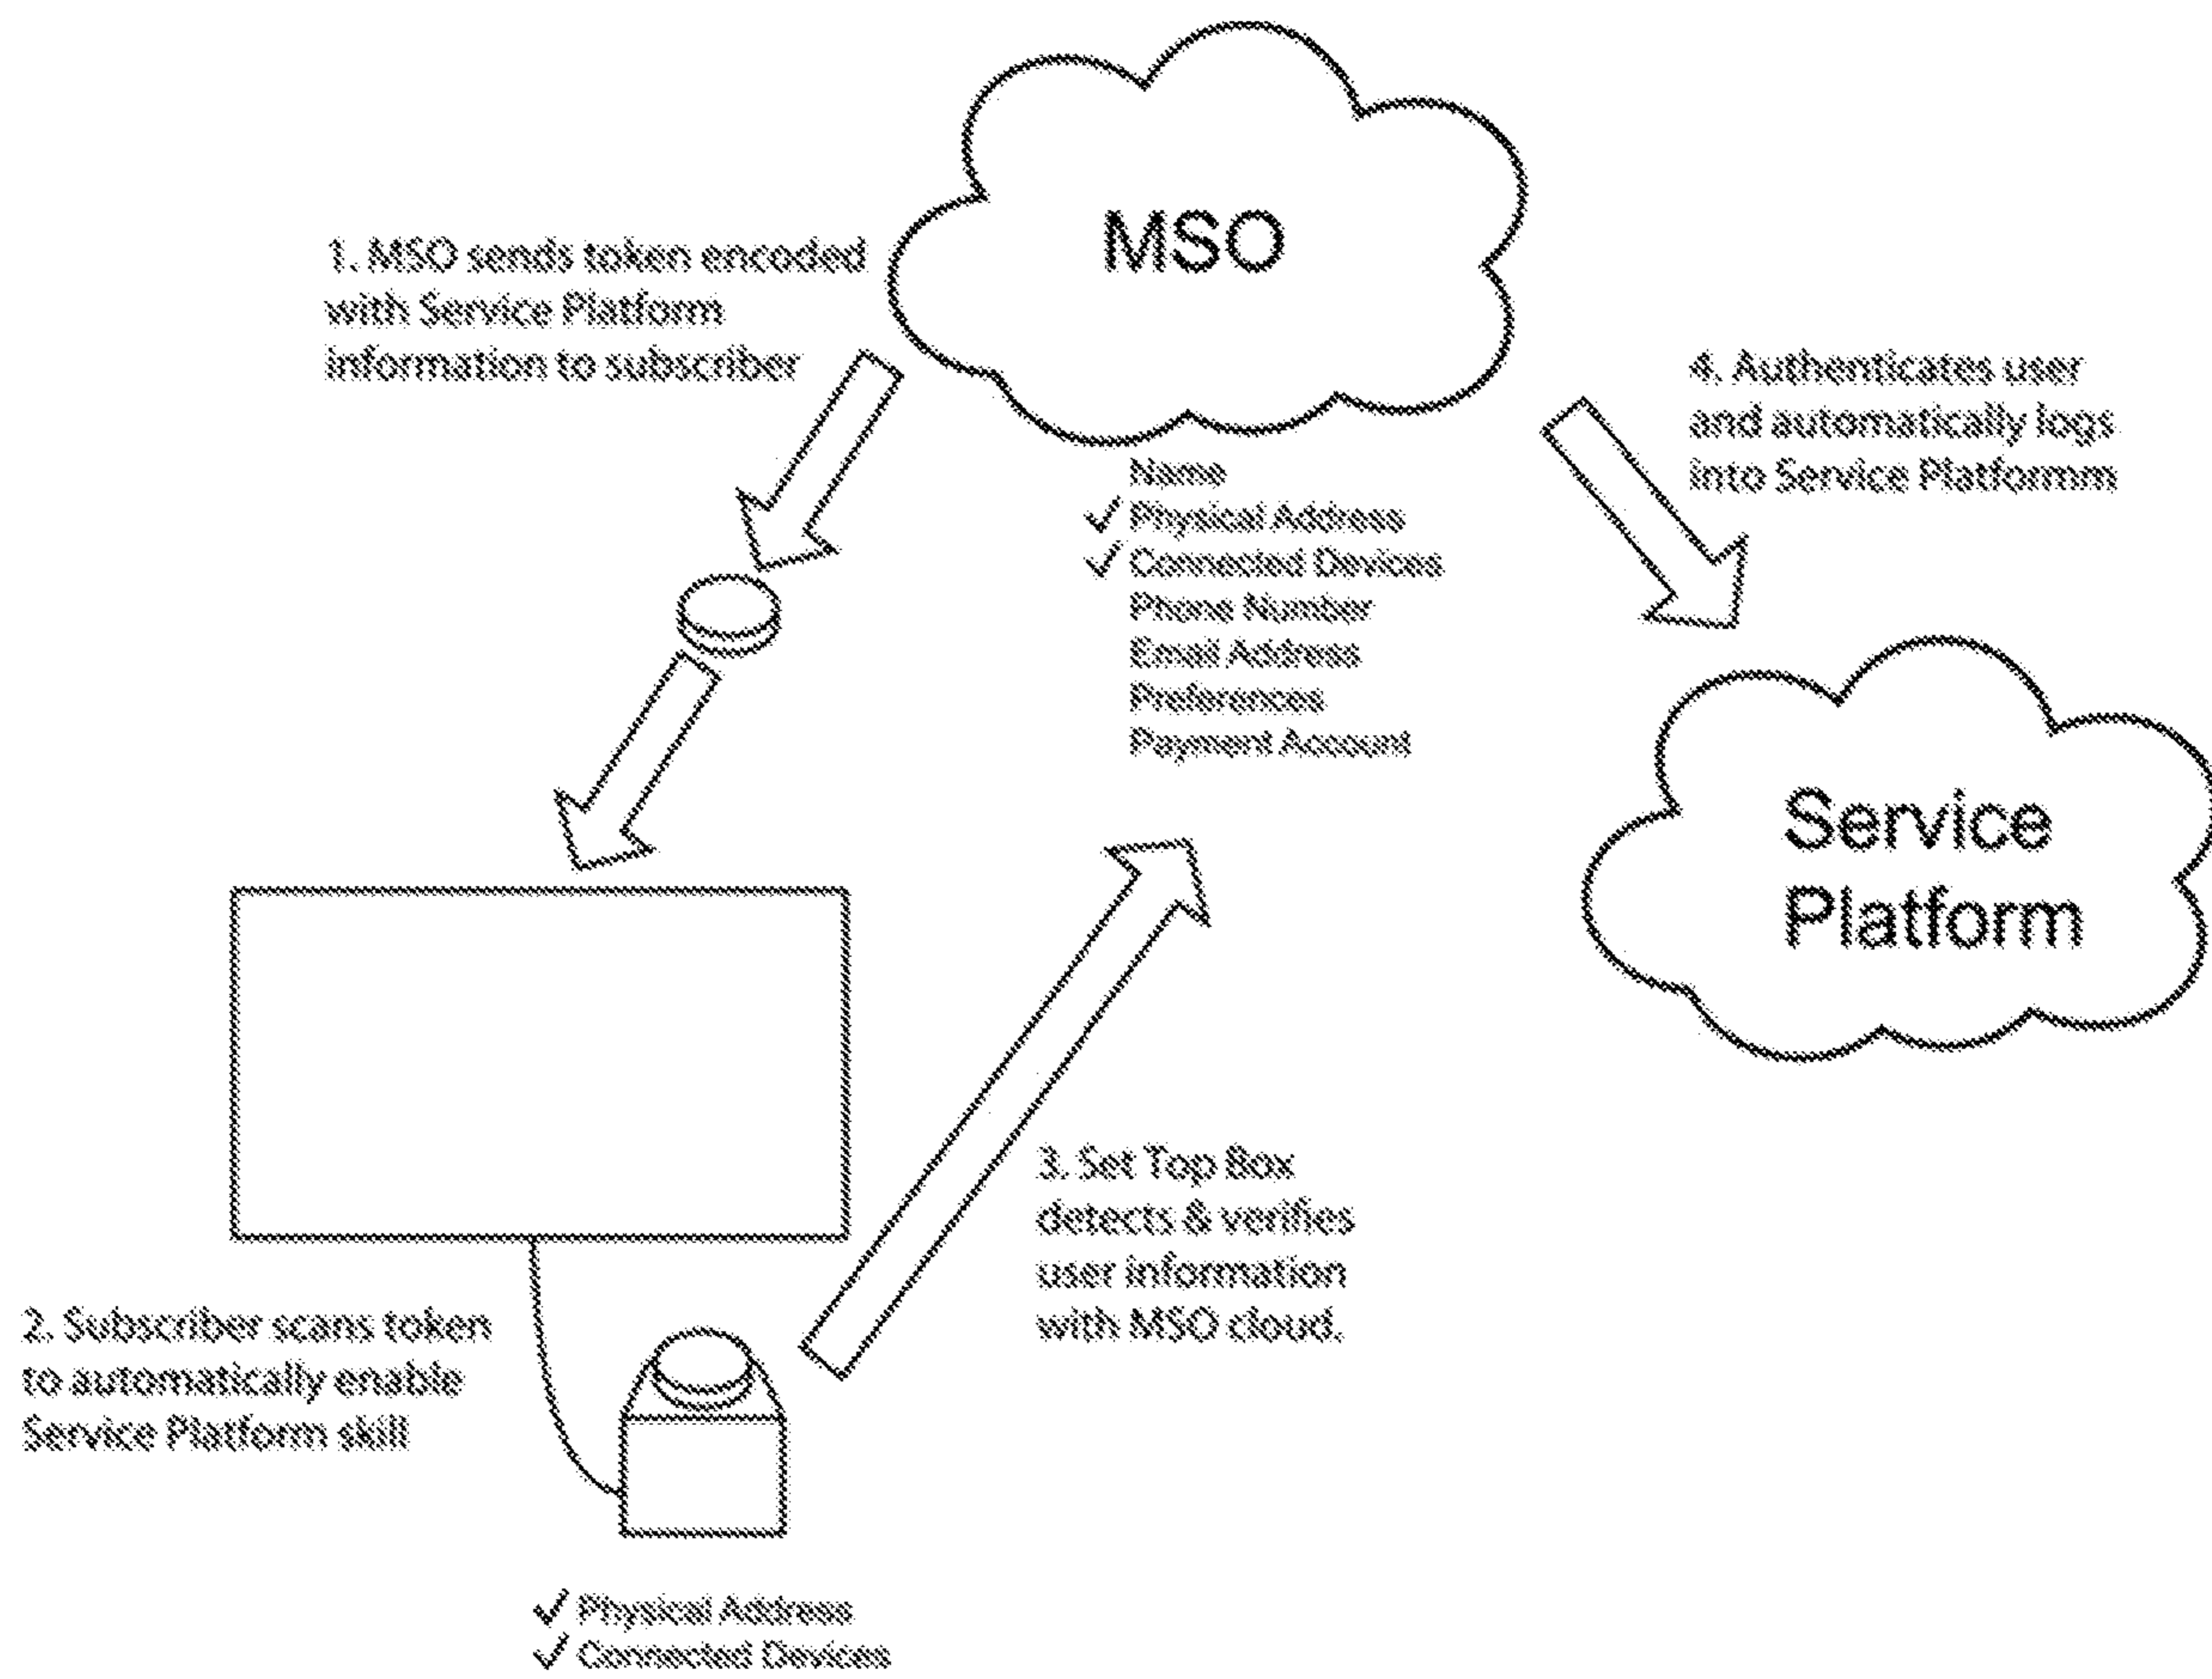 MSO
1. MSO sends token encoded
with Service Platform
information to subscriber
4. Authenticates user
and automatically logs
into Service Platformm
Name
✓ Physical Address
✓ Connected Devices
Phone Number
Email Address
Preferences
Payment Account
Service
Platform
3. Set Top Box
detects & verifies
user information
with MSO cloud.
2. Subscriber scans token
to automatically enable
Service Platform skill
✓ Physical Address
✓ Connected Devices